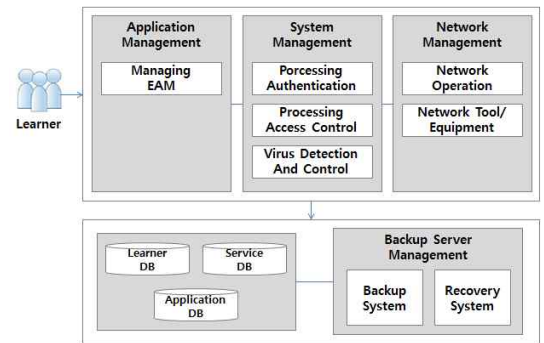 Application
Management
System
Management
Network
Management
Managing
EAM
Porcessing
Authentication
Network
Operation
Processing
Access Control
Network Tool/
Equipment
Virus Detection
And Control
Learner
Learner
DB
Service
DB
Application
DB
Backup Server
Management
Backup
System
Recovery
System